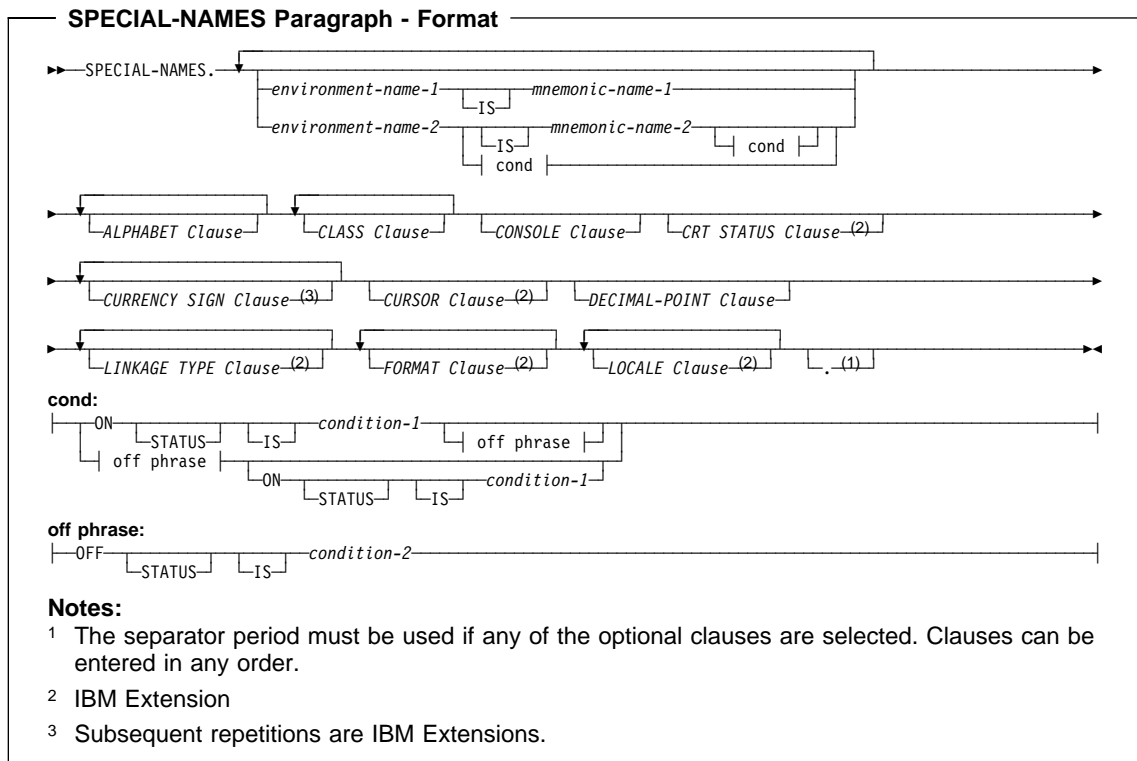 SPECIAL-NAMES Paragraph - Format
SPECIAL-NAMES.
environment-name-1 IS mnemonic-name-1
environment-name-2 IS mnemonic-name-2 cond
cond
ALPHABET Clause CLASS Clause CONSOLE Clause CRT STATUS Clause (2)
CURRENCY SIGN Clause (3) CURSOR Clause (2) DECIMAL-POINT Clause
LINKAGE TYPE Clause (2) FORMAT Clause (2) LOCALE Clause (2) . (1)
cond:
ON STATUS IS condition-1 off phrase
off phrase
ON STATUS IS condition-1
off phrase:
OFF STATUS IS condition-2
Notes:
1 The separator period must be used if any of the optional clauses are selected. Clauses can be
entered in any order.
2 IBM Extension
3 Subsequent repetitions are IBM Extensions.